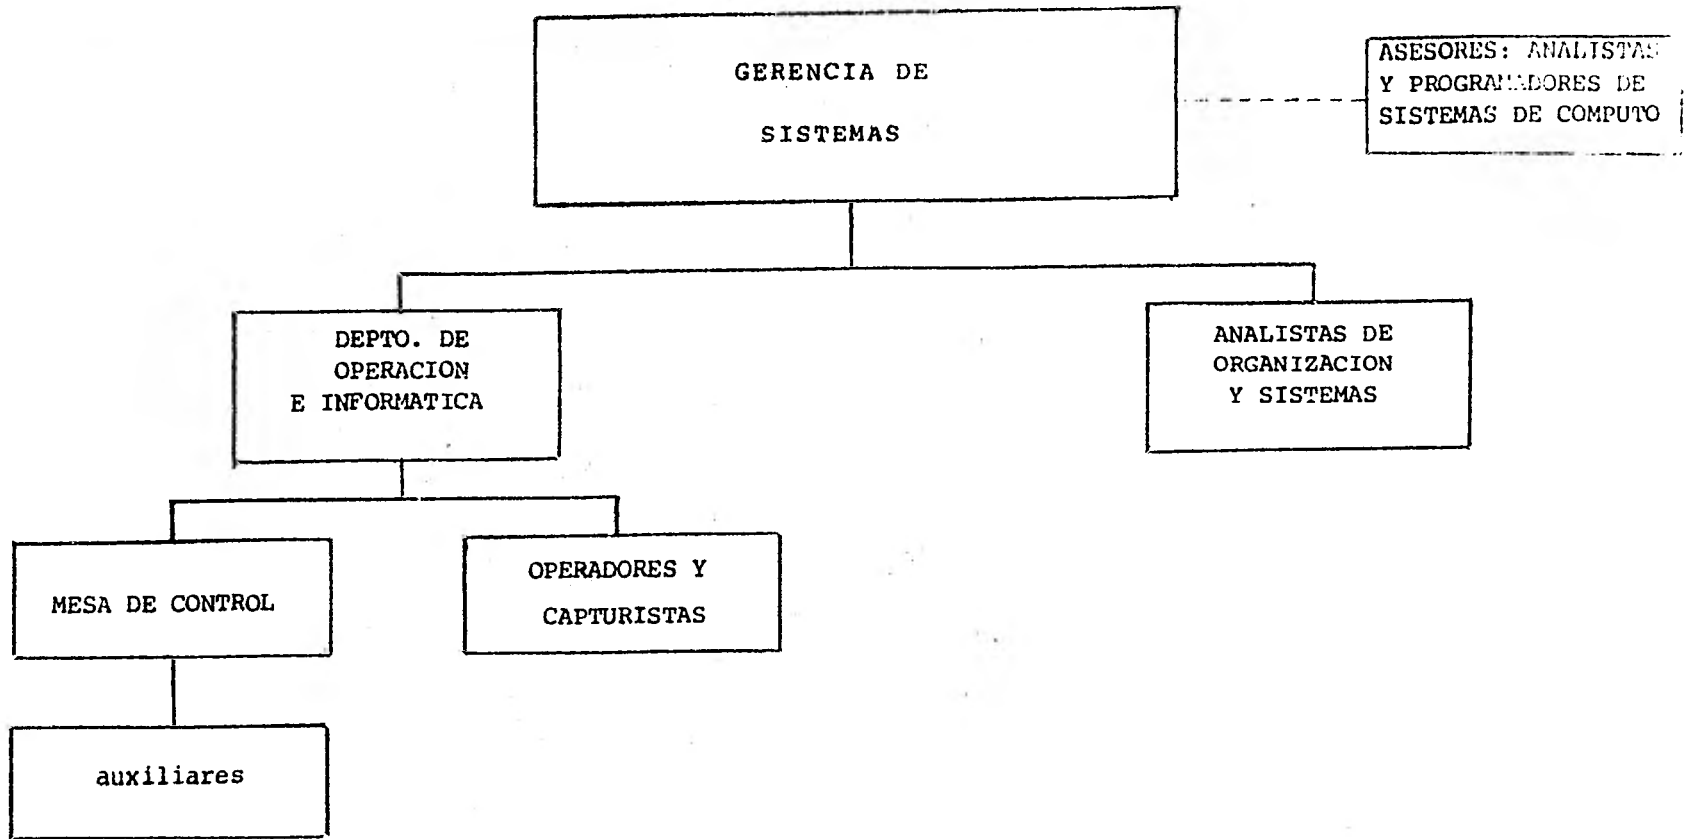 GERENCIA DE
SISTEMAS
ASESORES: ANALISTAS
Y PROGRAMADORES DE
SISTEMAS DE COMPUTO
DEPTO. DE
OPERACION
E INFORMATICA
ANALISTAS DE
ORGANIZACION
Y SISTEMAS
MESA DE CONTROL
OPERADORES Y
CAPTURISTAS
auxiliares